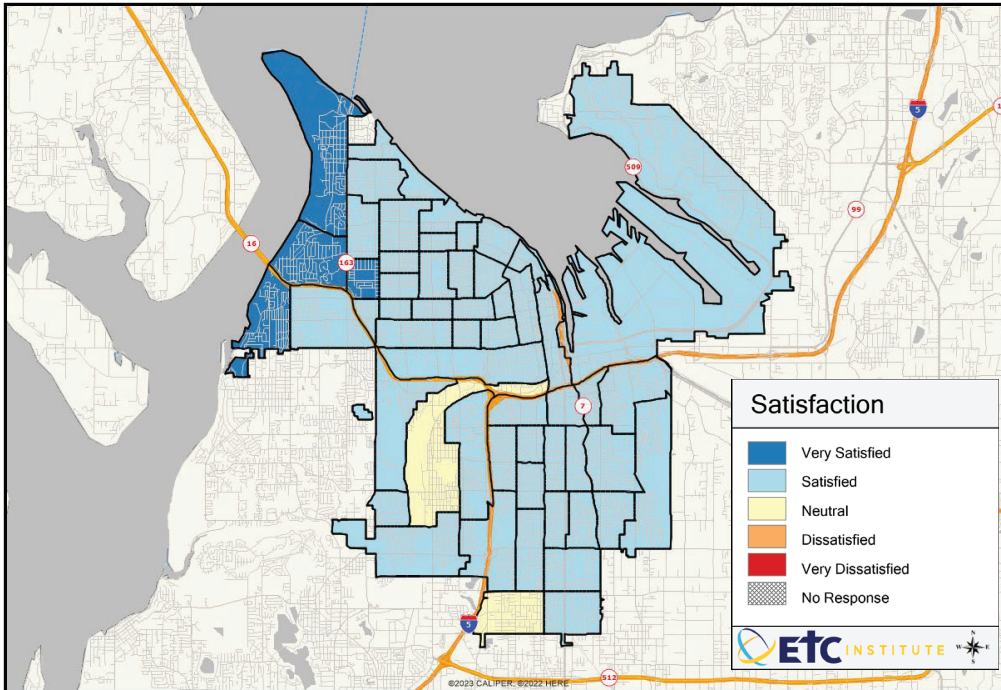 5
1
509
99
16
163
7
Satisfaction
Very Satisfied
Satisfied
Neutral
Dissatisfied
Very Dissatisfied
No Response
5
ETC INSTITUTE
N
W E
S
512
©2023 CALIPER; ©2022 HERE